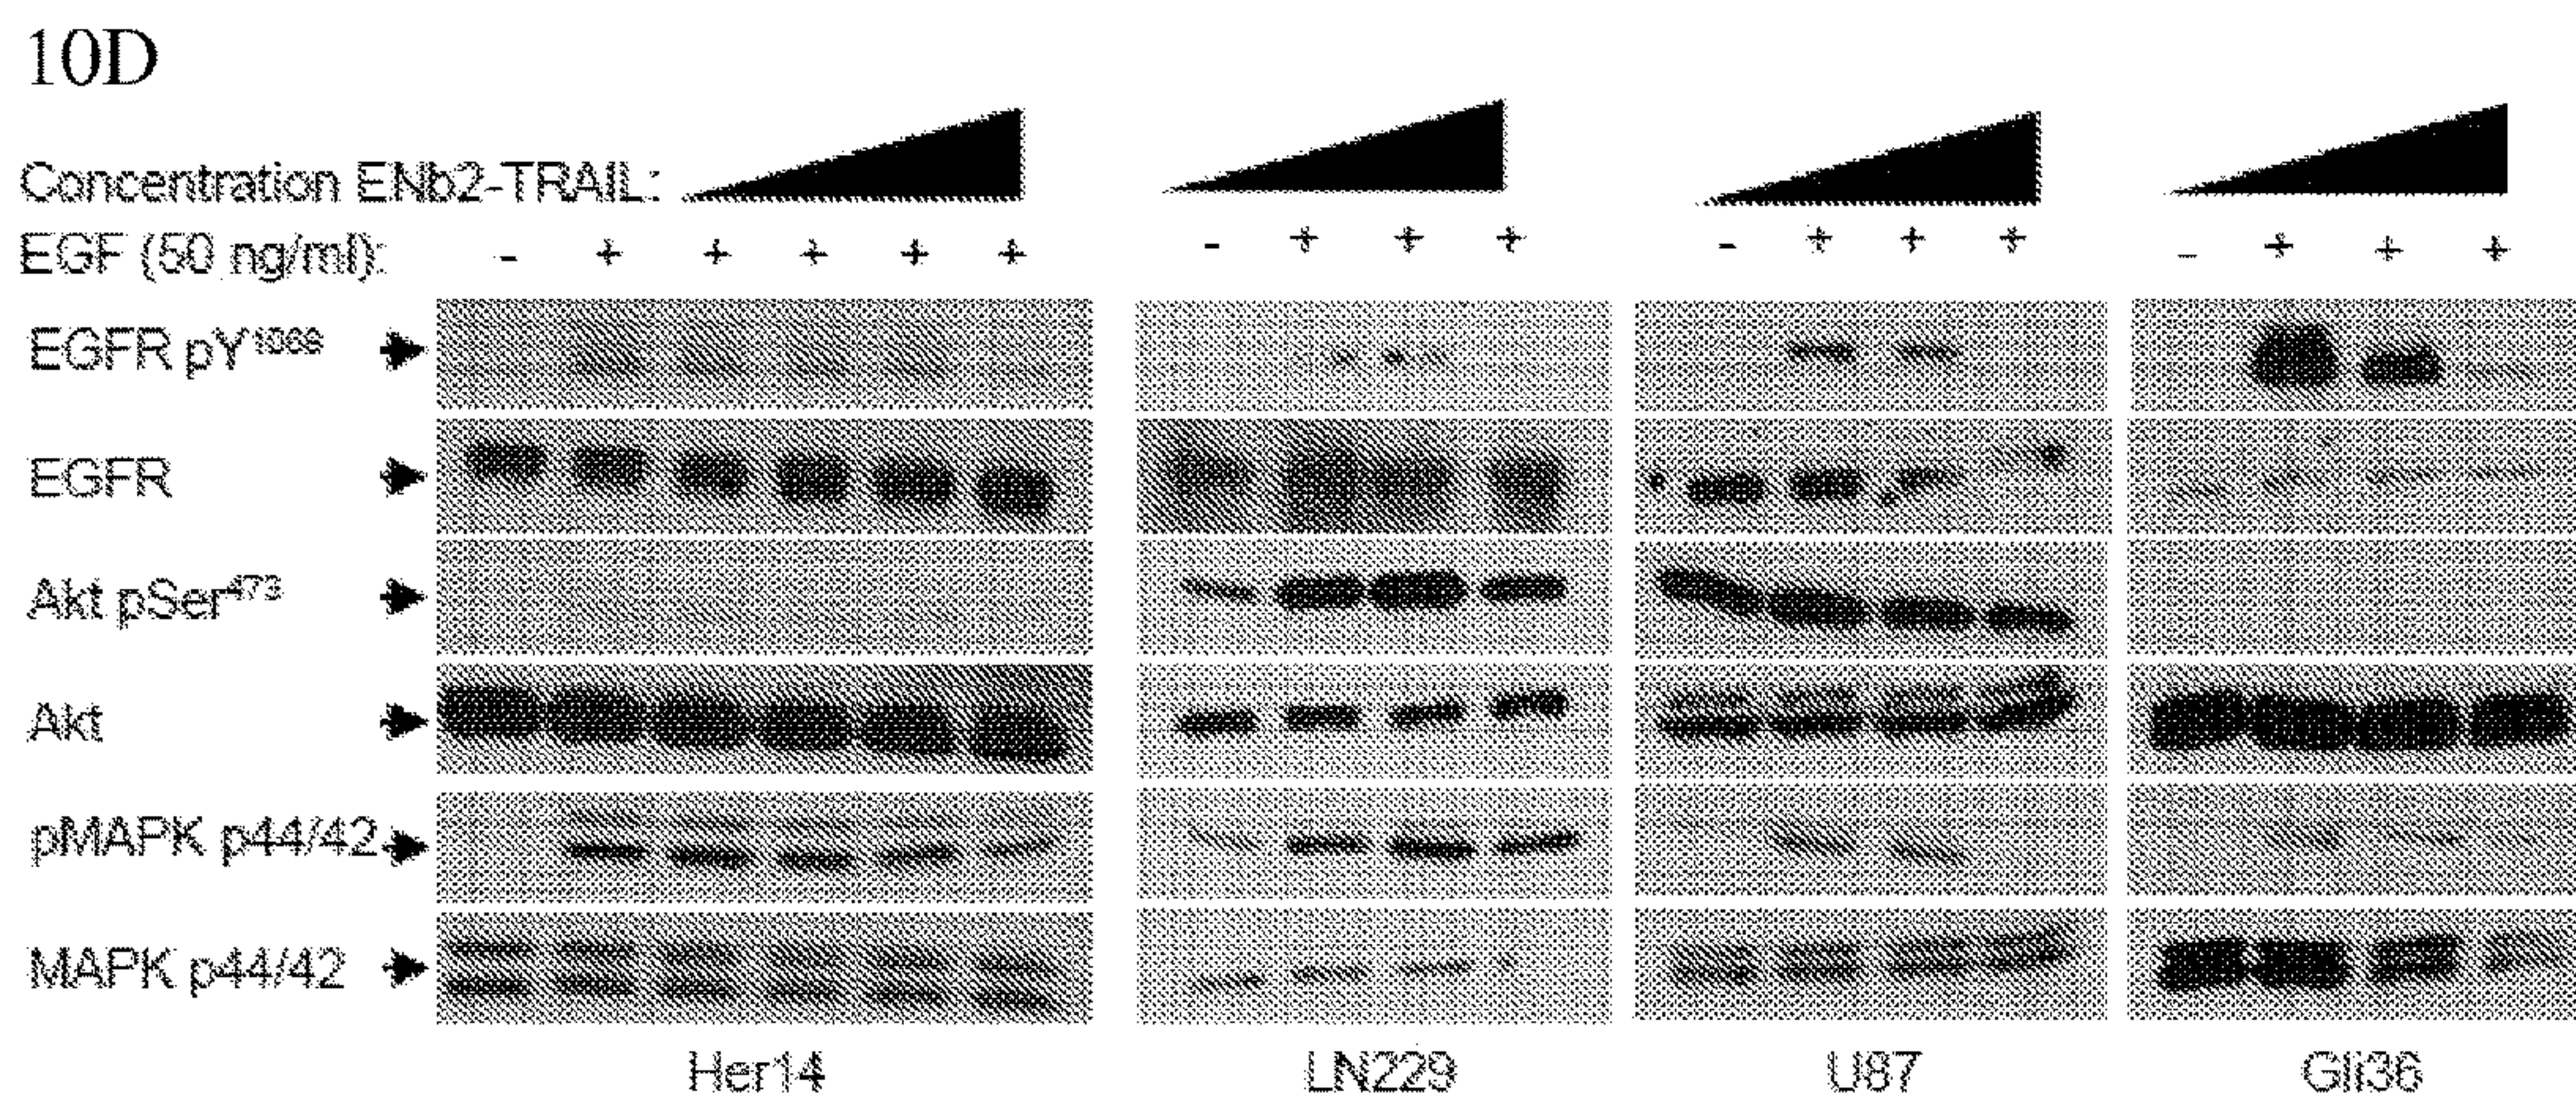 10D
Concentration ENb2-TRAIL:
EGF (50 ng/ml): - + + + + + - + + + - + + + - + + +
EGFR pY¹⁰⁶⁸
EGFR
Akt pSer⁴⁷³
Akt
pMAPK p44/42
MAPK p44/42
Her14 LN229 U87 Gli36